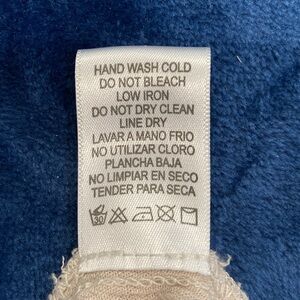 HAND WASH COLD
DO NOT BLEACH
LOW IRON
DO NOT DRY CLEAN
LINE DRY
LAVAR A MANO FRIO
NO UTILIZAR CLORO
PLANCHA BAJA
NO LIMPIAR EN SECO
TENDER PARA SECA
30